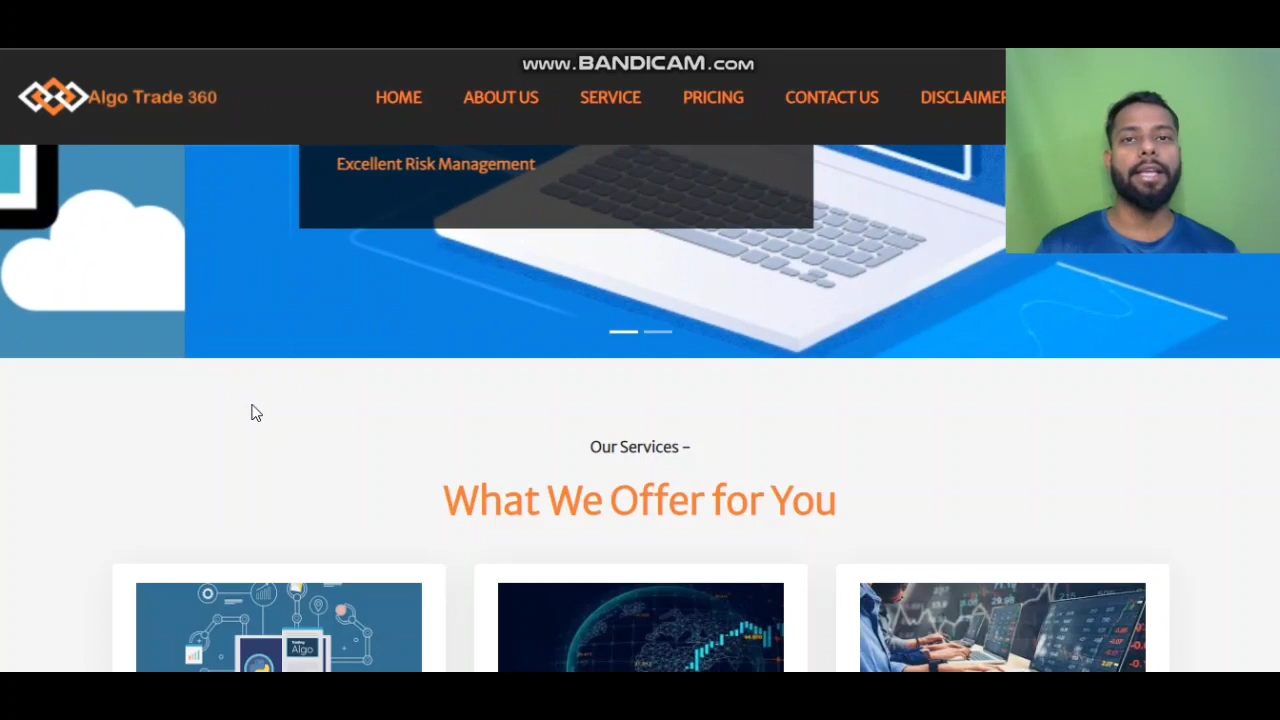 www.BANDICAM.com
Algo Trade 360
HOME ABOUT US SERVICE PRICING CONTACT US DISCLAIMER
Excellent Risk Management
Our Services -
What We Offer for You
Algo